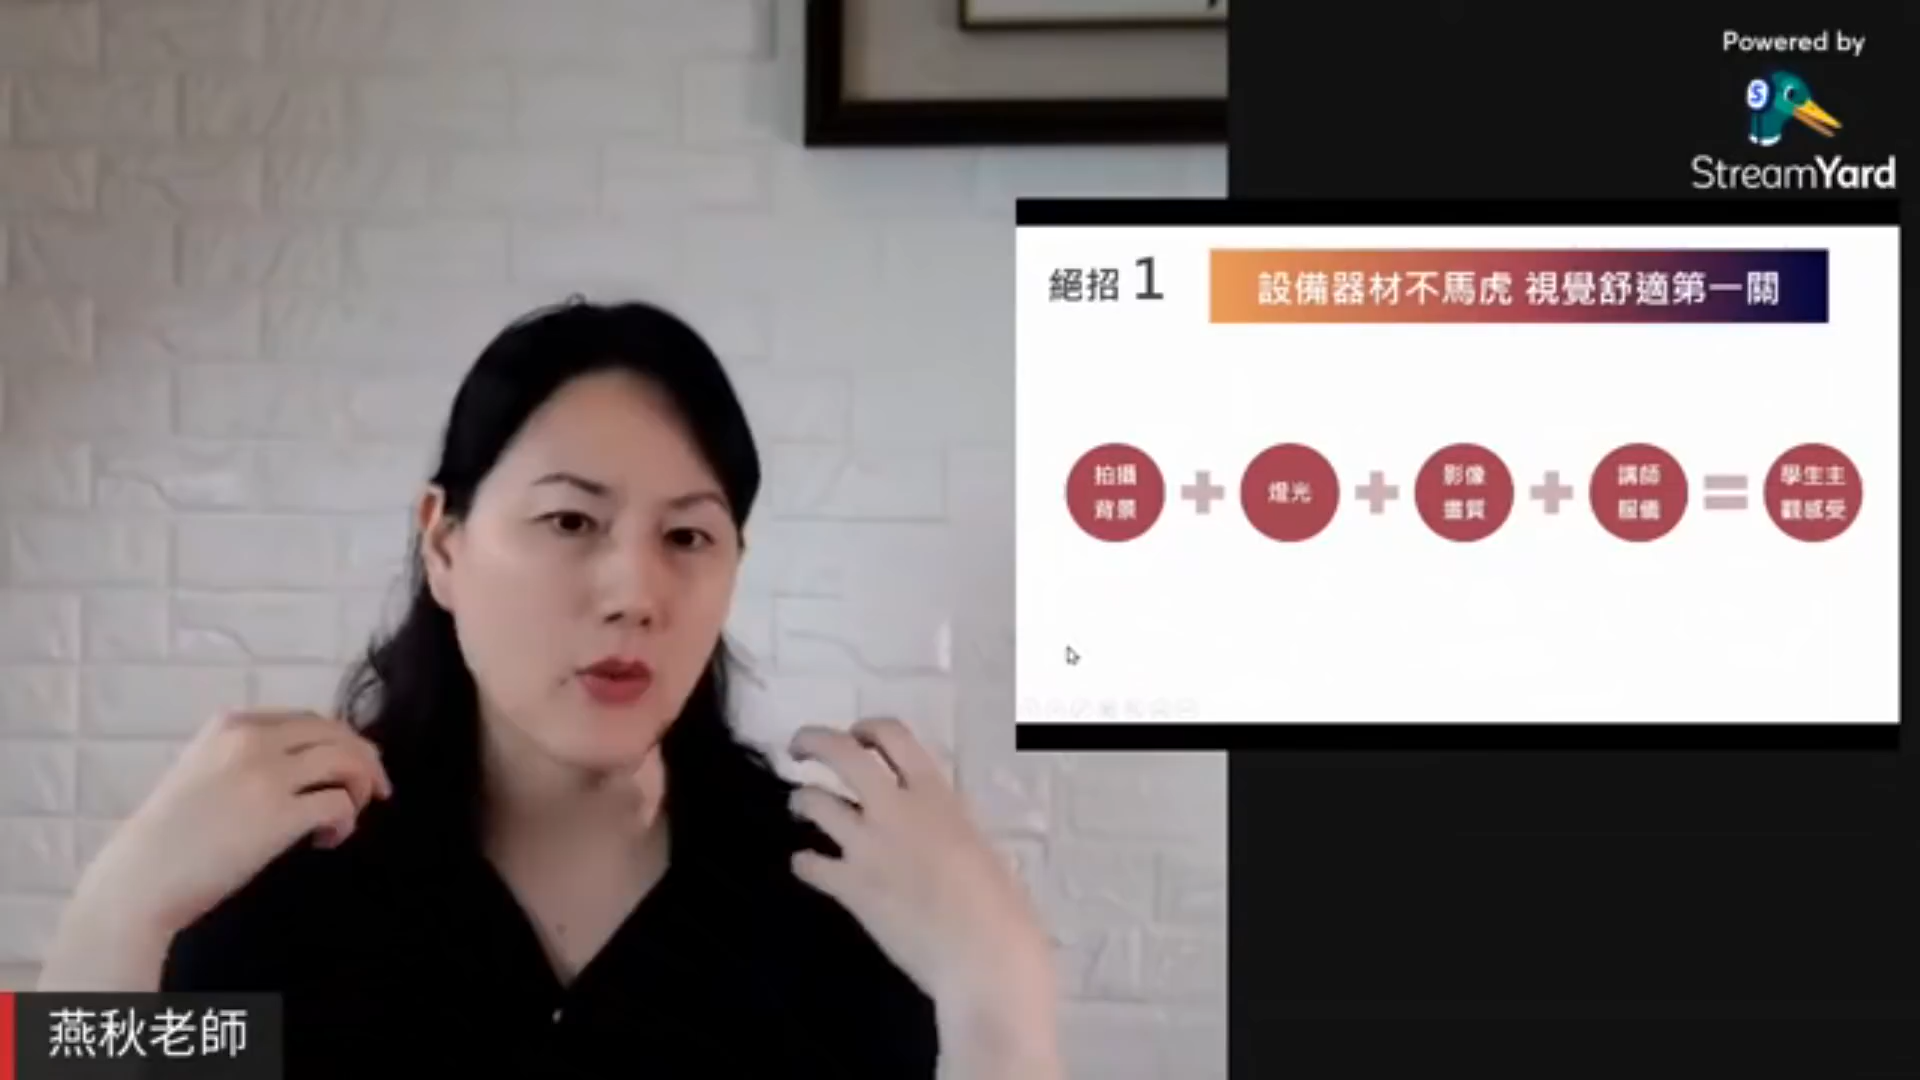 Powered by
StreamYard
絕招 1
設備器材不馬虎 視覺舒適第一關
拍攝
背景
燈光
影像
畫質
講師
服儀
學生主
觀感受
燕秋老師